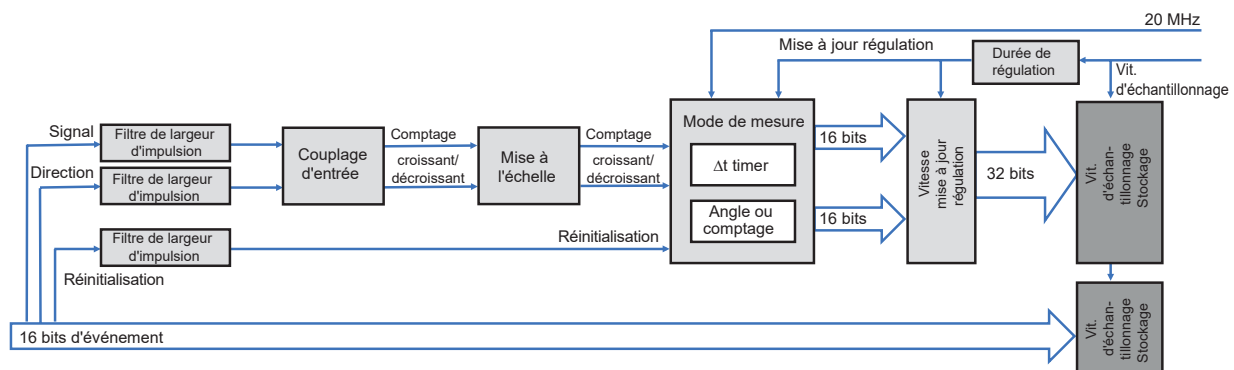 20 MHz
Mise à jour régulation
Durée de
régulation
Vit.
d'échantillonnage
Signal
Filtre de largeur
d'impulsion
Direction
Filtre de largeur
d'impulsion
Couplage
d'entrée
Comptage
croissant/
décroissant
Mise à
l'échelle
Comptage
croissant/
décroissant
Mode de mesure
Δt timer
Angle ou
comptage
16 bits
16 bits
Vitesse
mise à jour
régulation
32 bits
Vit.
d'échan-
tillonnage
Stockage
Filtre de largeur
d'impulsion
Réinitialisation
Réinitialisation
16 bits d'événement
Vit.
d'échan-
tillonnage
Stockage